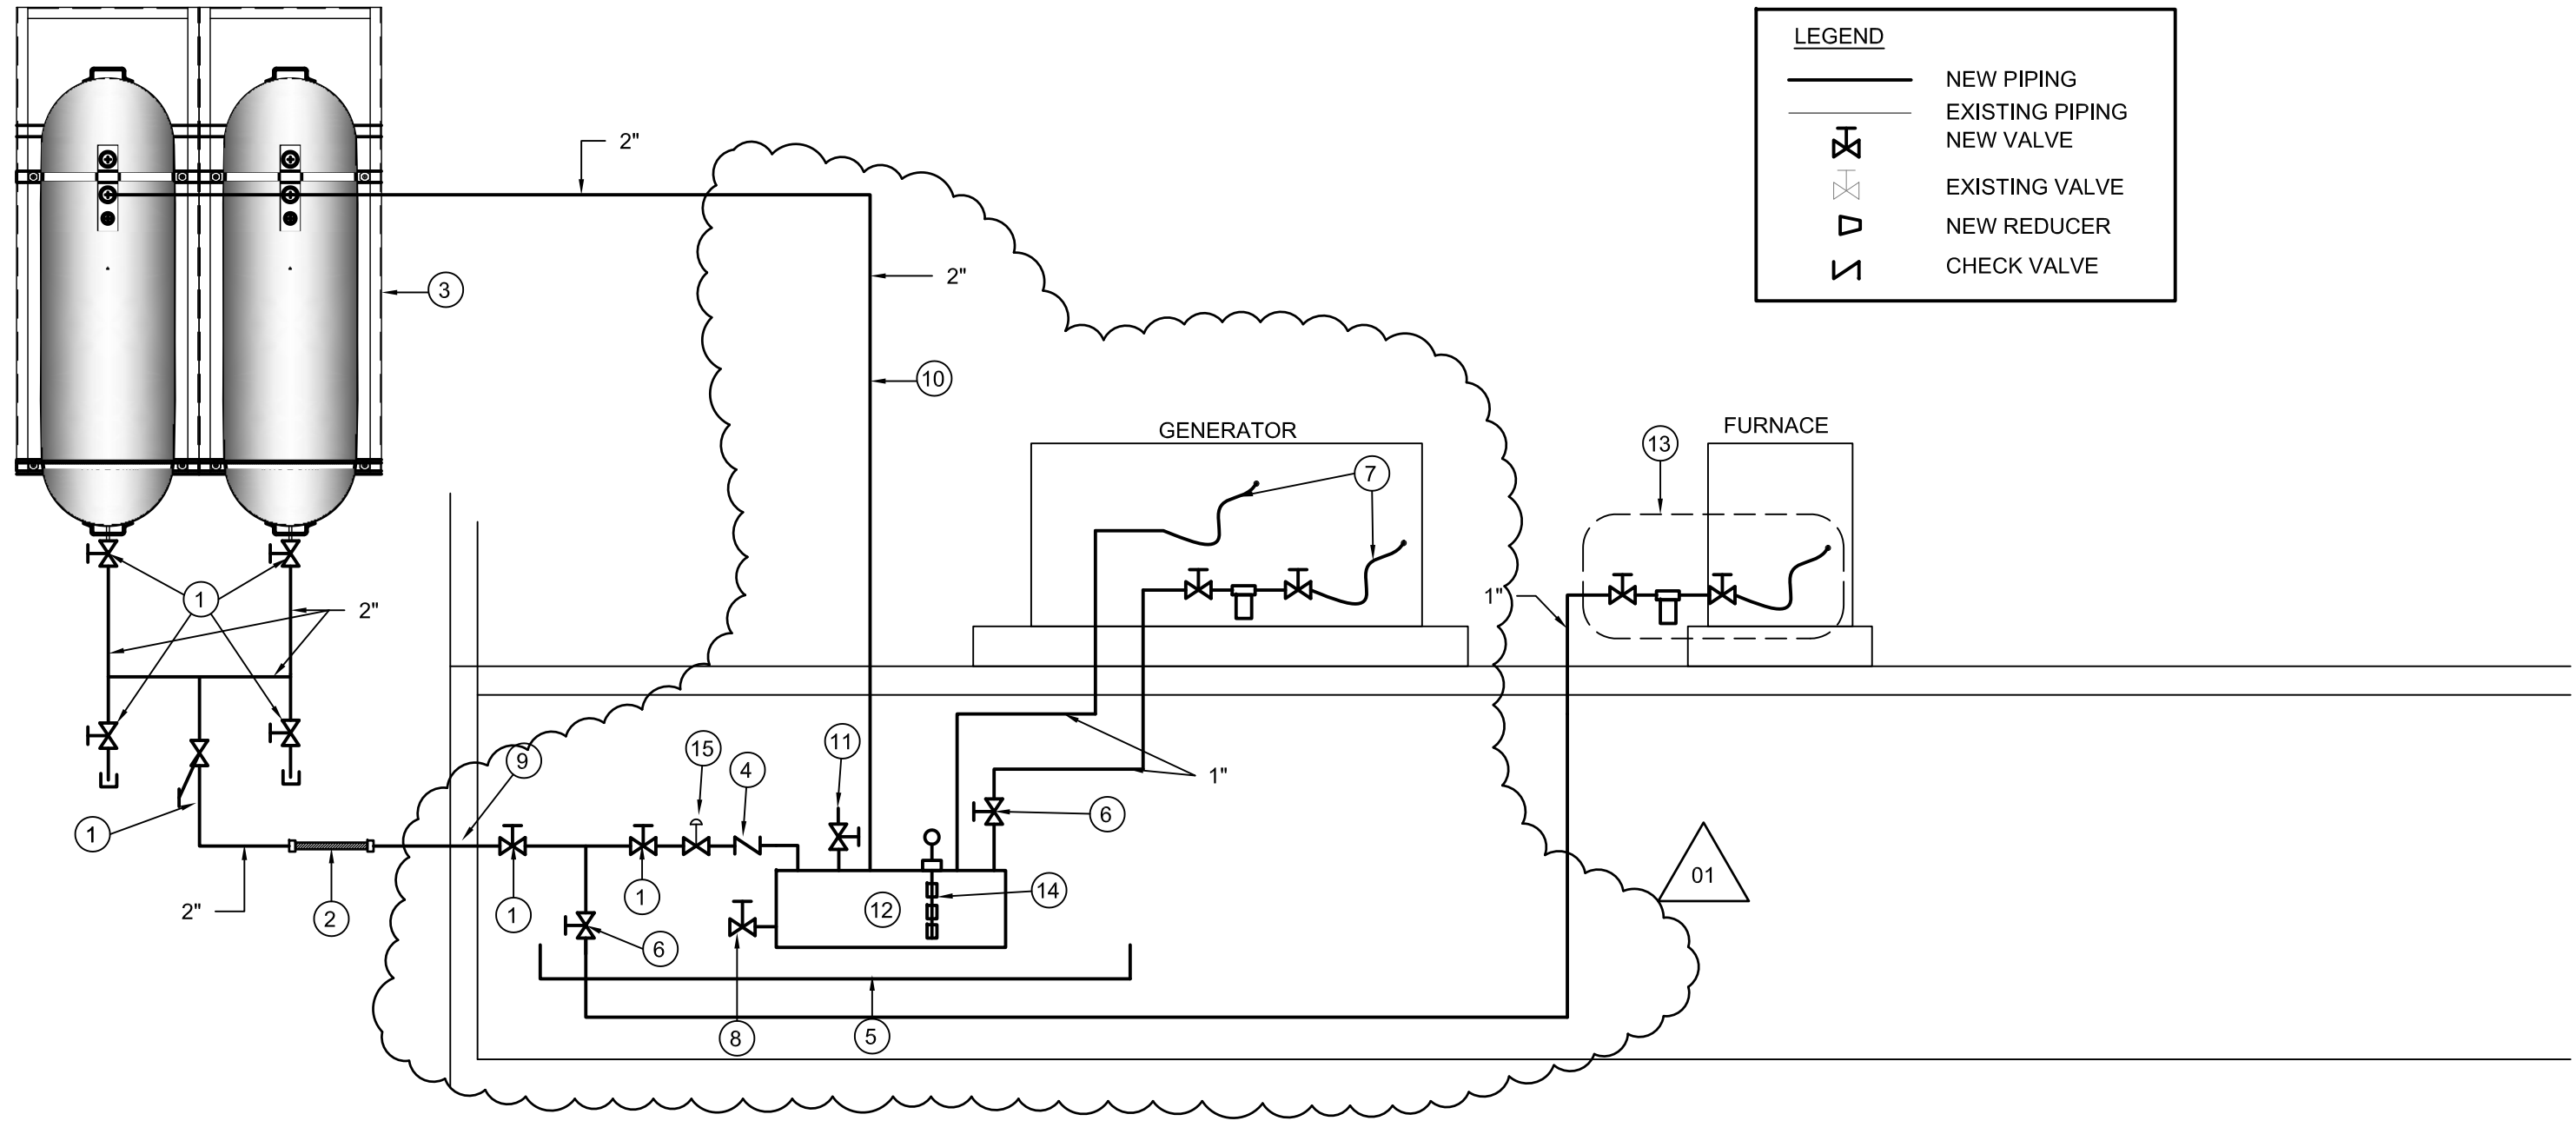 LEGEND
NEW PIPING
EXISTING PIPING
NEW VALVE
EXISTING VALVE
NEW REDUCER
CHECK VALVE
2"
2"
3
10
GENERATOR
FURNACE
13
7
1
2"
1"
15
11
4
9
1"
6
1
01
14
12
2"
2
1
1
6
8
5